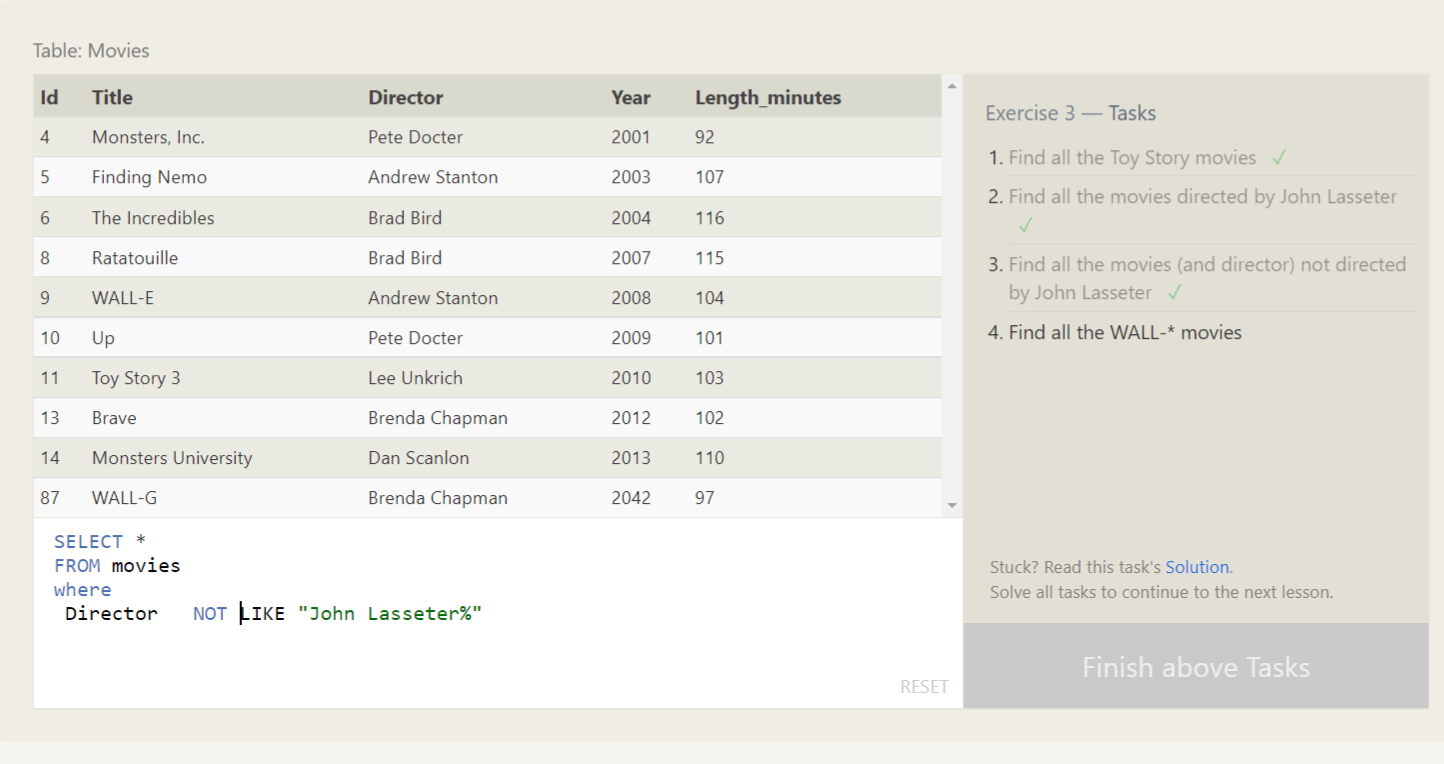 Table: Movies
Id Title Director Year Length_minutes
4 Monsters, Inc. Pete Docter 2001 92
5 Finding Nemo Andrew Stanton 2003 107
6 The Incredibles Brad Bird 2004 116
8 Ratatouille Brad Bird 2007 115
9 WALL-E Andrew Stanton 2008 104
10 Up Pete Docter 2009 101
11 Toy Story 3 Lee Unkrich 2010 103
13 Brave Brenda Chapman 2012 102
14 Monsters University Dan Scanlon 2013 110
87 WALL-G Brenda Chapman 2042 97
SELECT *
FROM movies
where
Director NOT LIKE "John Lasseter%"
RESET
Exercise 3 — Tasks
1. Find all the Toy Story movies ✓
2. Find all the movies directed by John Lasseter
✓
3. Find all the movies (and director) not directed
by John Lasseter ✓
4. Find all the WALL-* movies
Stuck? Read this task's Solution.
Solve all tasks to continue to the next lesson.
Finish above Tasks